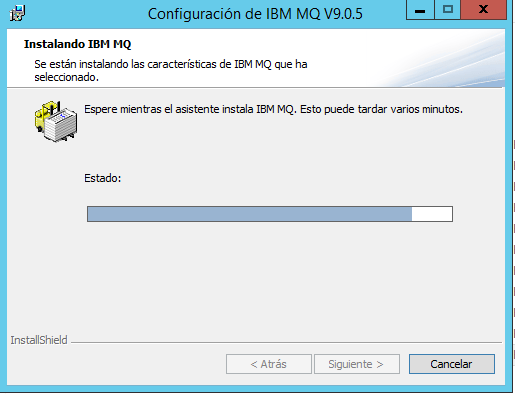 Configuración de IBM MQ V9.0.5
Instalando IBM MQ
Se están instalando las características de IBM MQ que ha
seleccionado.
Espere mientras el asistente instala IBM MQ. Esto puede tardar varios minutos.
Estado:
InstallShield
< Atrás
Siguiente >
Cancelar